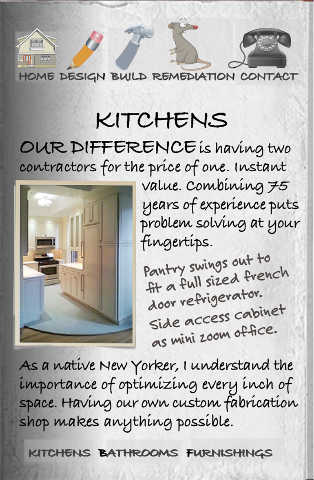 HOME DESIGN BUILD REMEDIATION CONTACT
KITCHENS
OUR DIFFERENCE is having two
contractors for the price of one. Instant
value. Combining 75
years of experience puts
problem solving at your
fingertips.
Pantry swings out to
fit a full sized french
door refrigerator.
Side access cabinet
as mini zoom office.
As a native New Yorker, I understand the
importance of optimizing every inch of
space. Having our own custom fabrication
shop makes anything possible.
KITCHENS BATHROOMS FURNISHINGS